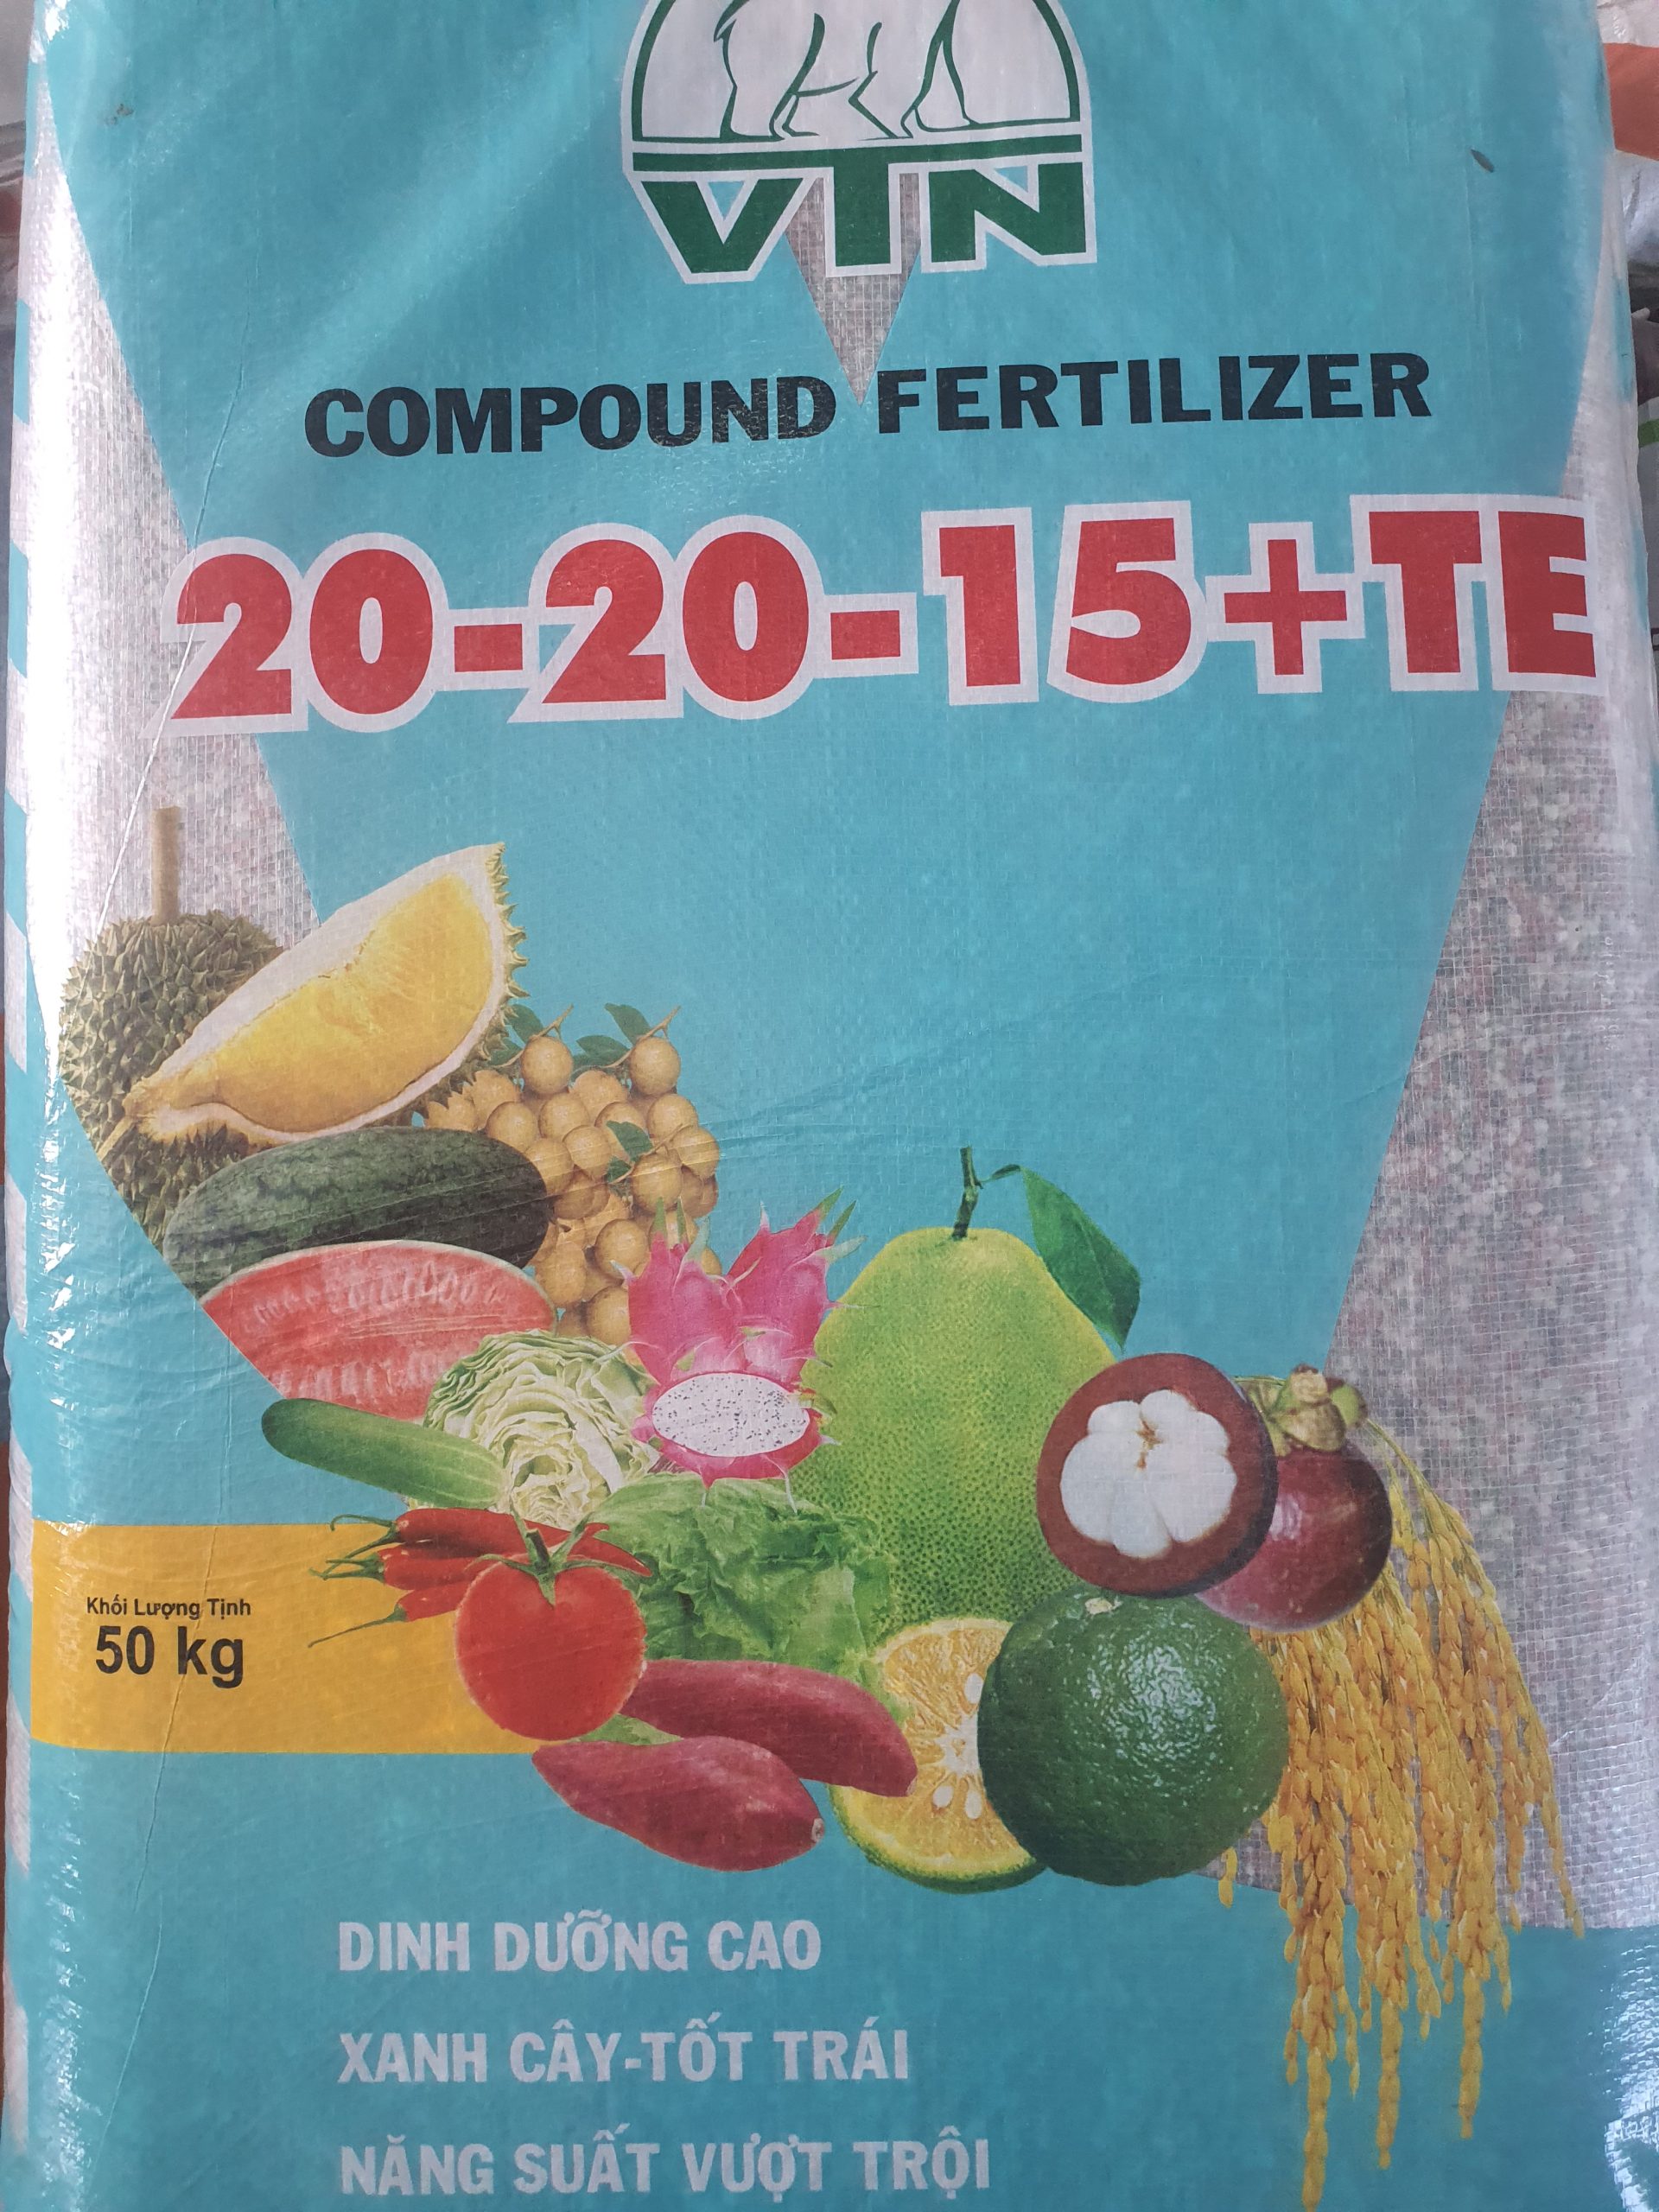 VTN
COMPOUND FERTILIZER
20-20-15+TE
Khối Lượng Tịnh
50 kg
DINH DƯỠNG CAO
XANH CÂY-TỐT TRÁI
NĂNG SUẤT VƯỢT TRỘI